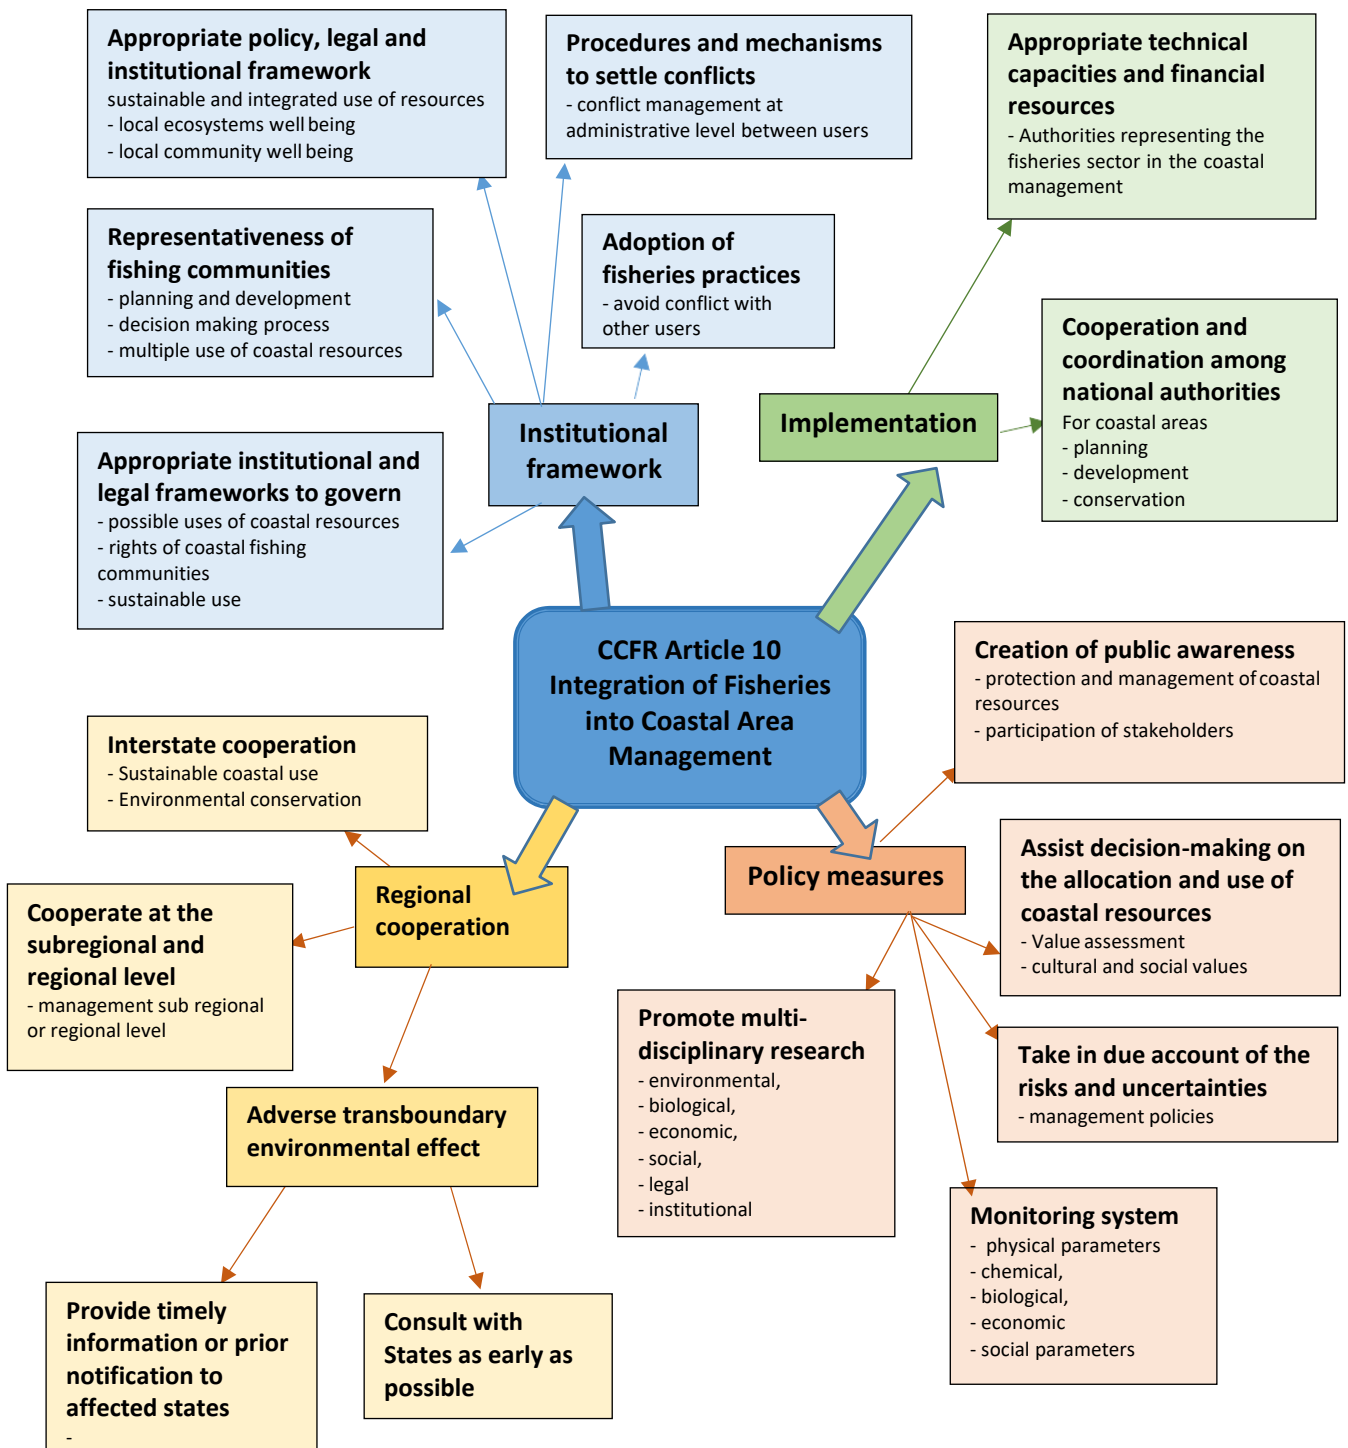 Appropriate policy, legal and
institutional framework
sustainable and integrated use of resources
- local ecosystems well being
- local community well being
Procedures and mechanisms
to settle conflicts
- conflict management at
administrative level between users
Appropriate technical
capacities and financial
resources
- Authorities representing the
fisheries sector in the coastal
management
Representativeness of
fishing communities
- planning and development
- decision making process
- multiple use of coastal resources
Adoption of
fisheries practices
- avoid conflict with
other users
Cooperation and
coordination among
national authorities
For coastal areas
- planning
- development
- conservation
Institutional
framework
Implementation
Appropriate institutional and
legal frameworks to govern
- possible uses of coastal resources
- rights of coastal fishing
communities
- sustainable use
CCFR Article 10
Integration of Fisheries
into Coastal Area
Management
Creation of public awareness
- protection and management of coastal
resources
- participation of stakeholders
Interstate cooperation
- Sustainable coastal use
- Environmental conservation
Regional
cooperation
Policy measures
Assist decision-making on
the allocation and use of
coastal resources
- Value assessment
- cultural and social values
Cooperate at the
subregional and
regional level
- management sub regional
or regional level
Promote multi-
disciplinary research
- environmental,
- biological,
- economic,
- social,
- legal
- institutional
Take in due account of the
risks and uncertainties
- management policies
Adverse transboundary
environmental effect
Monitoring system
- physical parameters
- chemical,
- biological,
- economic
- social parameters
Provide timely
information or prior
notification to
affected states
-
Consult with
States as early as
possible